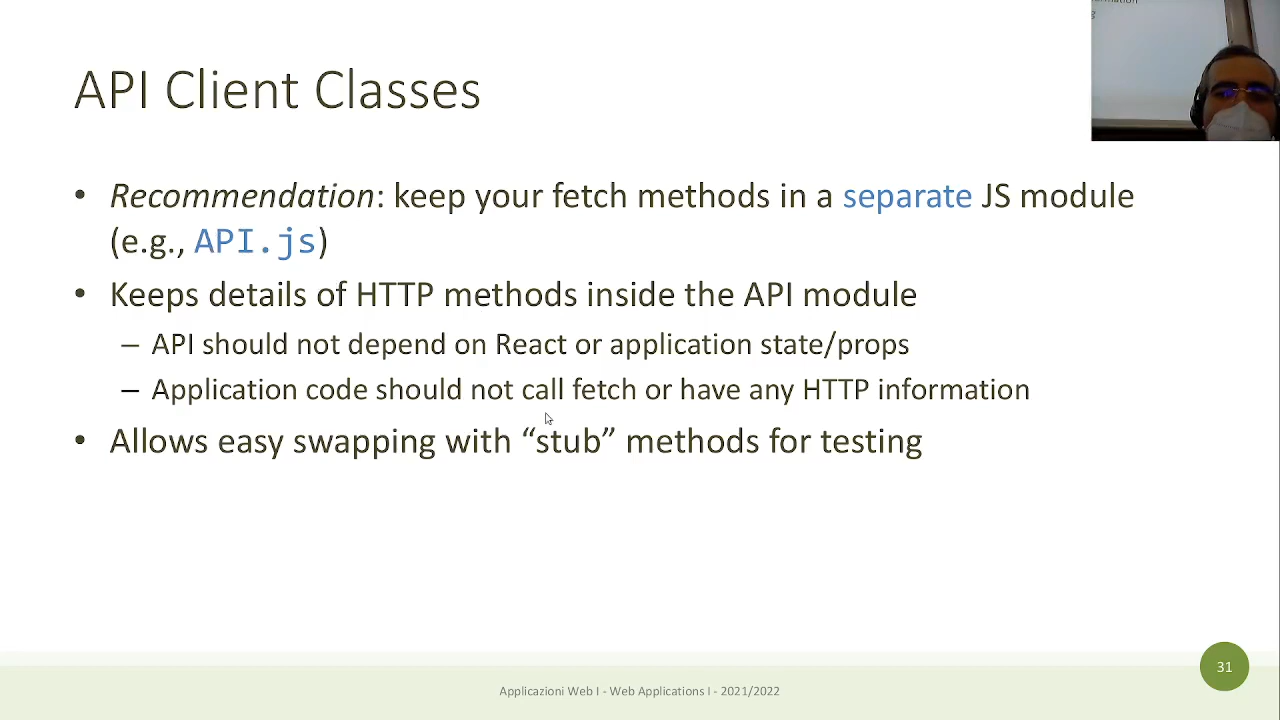 API Client Classes
• Recommendation: keep your fetch methods in a separate JS module
(e.g., API.js)
• Keeps details of HTTP methods inside the API module
– API should not depend on React or application state/props
– Application code should not call fetch or have any HTTP information
• Allows easy swapping with “stub” methods for testing
31
Applicazioni Web I - Web Applications I - 2021/2022